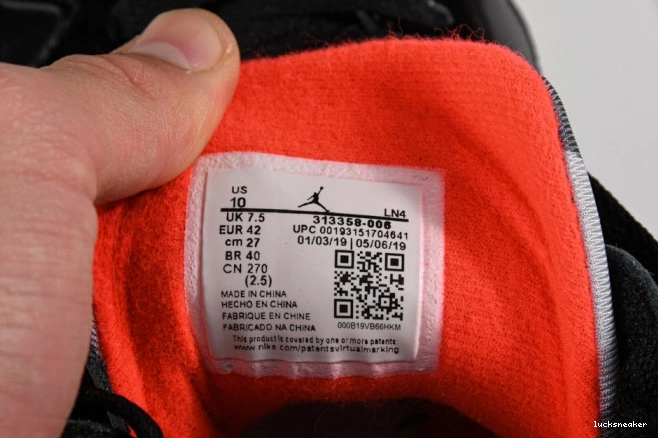 US
10
LN4
UK 7.5
313358-006
EUR 42
UPC 00193151704641
cm 27
01/03/19 | 05/06/19
BR 40
CN 270
(2.5)
MADE IN CHINA
HECHO EN CHINA
FABRIQUE EN CHINE
FABRICADO NA CHINA
000B19VB66HKM
This product is covered by one or more patents
www.nike.com/patentsvirtualmarking
lucksneaker